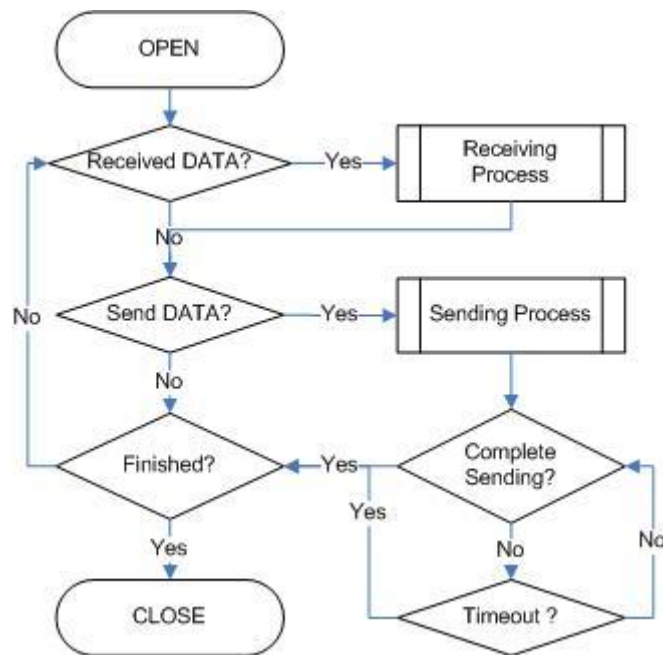 OPEN
Received DATA?
Yes
Receiving
Process
No
Send DATA?
Yes
Sending Process
No
No
Finished?
Yes
Complete
Sending?
Yes
No
No
Yes
Timeout ?
CLOSE